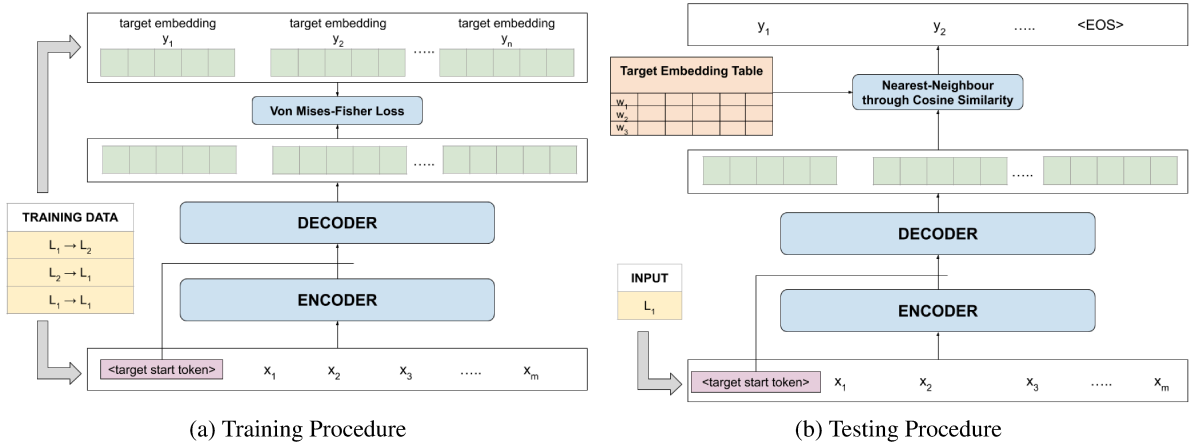 target embedding
y1
target embedding
y2
target embedding
yn
.....
Von Mises-Fisher Loss
.....
DECODER
TRAINING DATA
L1 → L2
L2 → L1
L1 → L1
ENCODER
<target start token> x1 x2 x3 ..... xm
(a) Training Procedure
y1 y2 ..... <EOS>
Target Embedding Table
w1
w2
w3
Nearest-Neighbour
through Cosine Similarity
.....
DECODER
INPUT
L1
ENCODER
<target start token> x1 x2 x3 ..... xm
(b) Testing Procedure